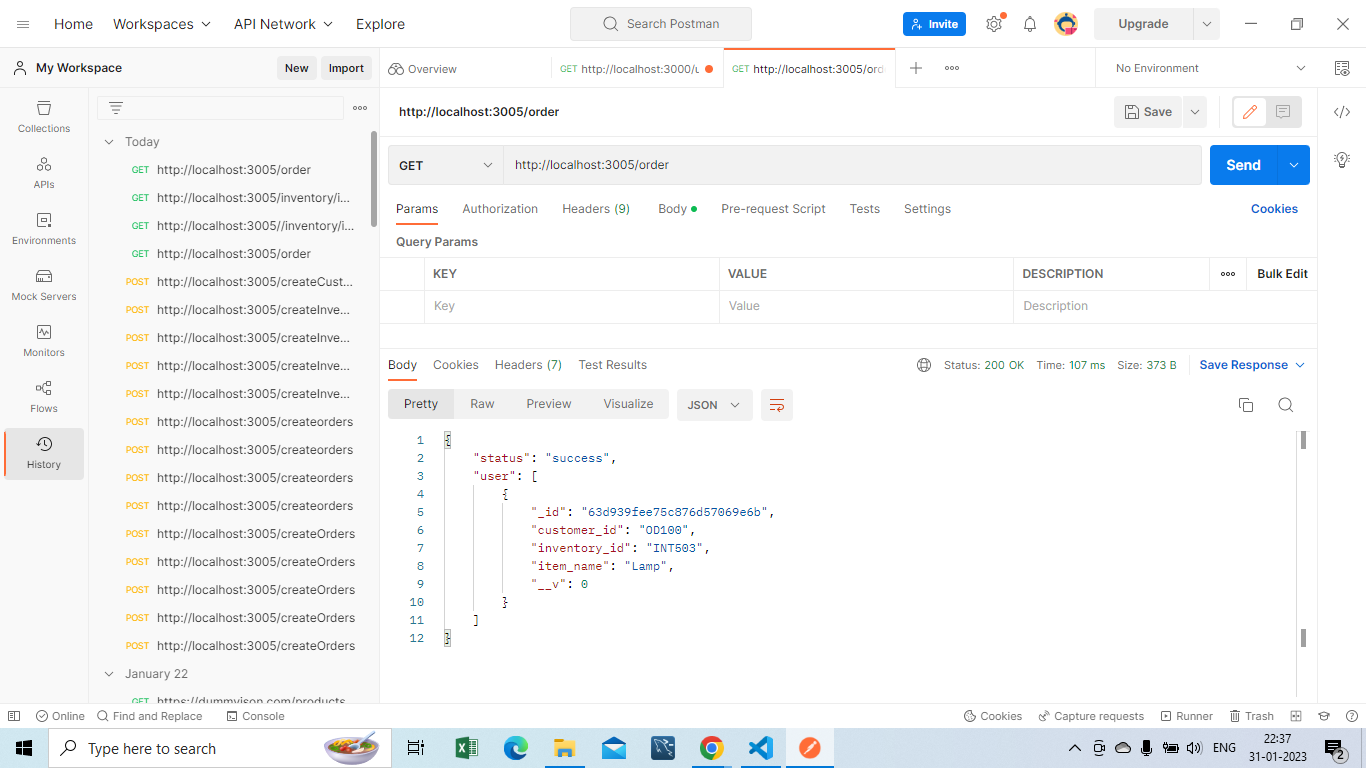 Home Workspaces API Network Explore Search Postman Invite Upgrade
My Workspace New Import Overview GET http://localhost:3000/u GET http://localhost:3005/ord No Environment
Collections
APIs
Environments
Mock Servers
Monitors
Flows
History
Today
GET http://localhost:3005/order
GET http://localhost:3005/inventory/i...
GET http://localhost:3005//inventory/i...
GET http://localhost:3005/order
POST http://localhost:3005/createCust...
POST http://localhost:3005/createInve...
POST http://localhost:3005/createInve...
POST http://localhost:3005/createInve...
POST http://localhost:3005/createInve...
POST http://localhost:3005/createorders
POST http://localhost:3005/createorders
POST http://localhost:3005/createorders
POST http://localhost:3005/createorders
POST http://localhost:3005/createOrders
POST http://localhost:3005/createOrders
POST http://localhost:3005/createOrders
POST http://localhost:3005/createOrders
POST http://localhost:3005/createOrders
January 22
GET https://dummyjson.com/products
http://localhost:3005/order Save
GET http://localhost:3005/order Send
Params Authorization Headers (9) Body Pre-request Script Tests Settings Cookies
Query Params
KEY VALUE DESCRIPTION Bulk Edit
Key Value Description
Body Cookies Headers (7) Test Results Status: 200 OK Time: 107 ms Size: 373 B Save Response
Pretty Raw Preview Visualize JSON
1 {
2 "status": "success",
3 "user": [
4 {
5 "_id": "63d939fee75c876d57069e6b",
6 "customer_id": "OD100",
7 "inventory_id": "INT503",
8 "item_name": "Lamp",
9 "__v": 0
10 }
11 ]
12 }
Online Find and Replace Console Cookies Capture requests Runner Trash
Type here to search ENG 22:37
31-01-2023 2